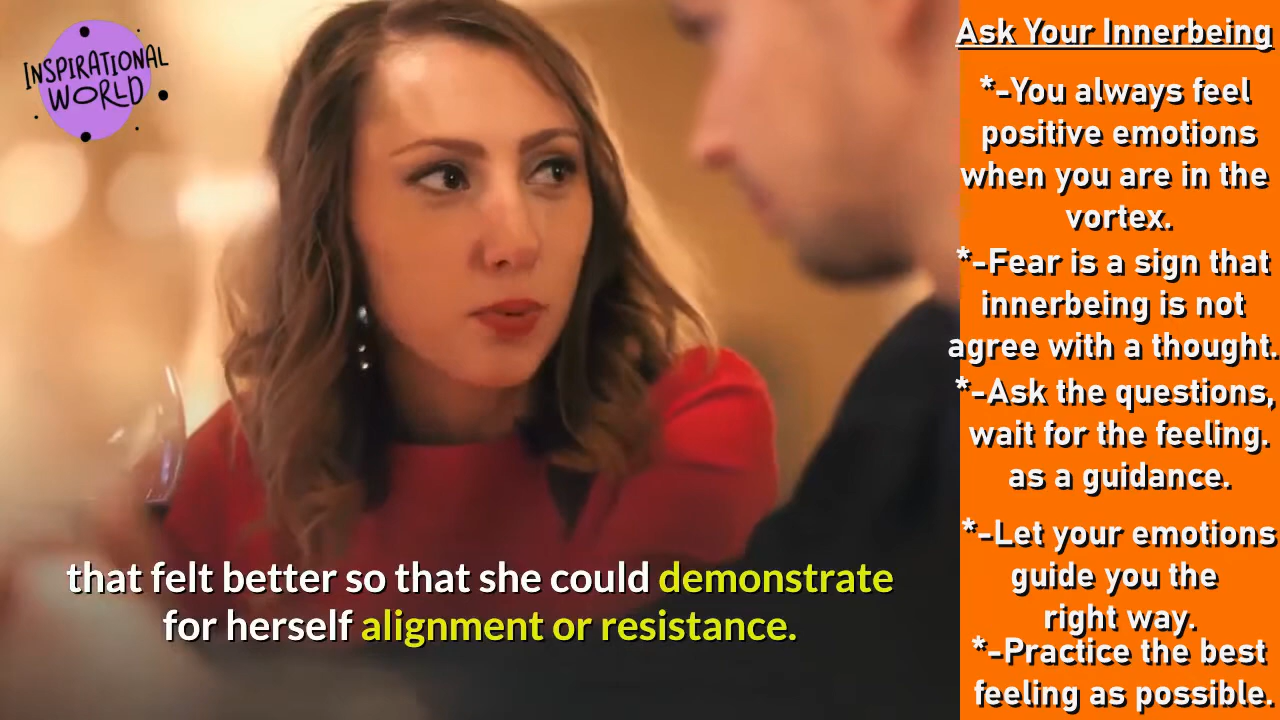 INSPIRATIONAL
WORLD
that felt better so that she could demonstrate
for herself alignment or resistance.
Ask Your Innerbeing
*-You always feel
positive emotions
when you are in the
vortex.
*-Fear is a sign that
innerbeing is not
agree with a thought.
*-Ask the questions,
wait for the feeling.
as a guidance.
*-Let your emotions
guide you the
right way.
*-Practice the best
feeling as possible.